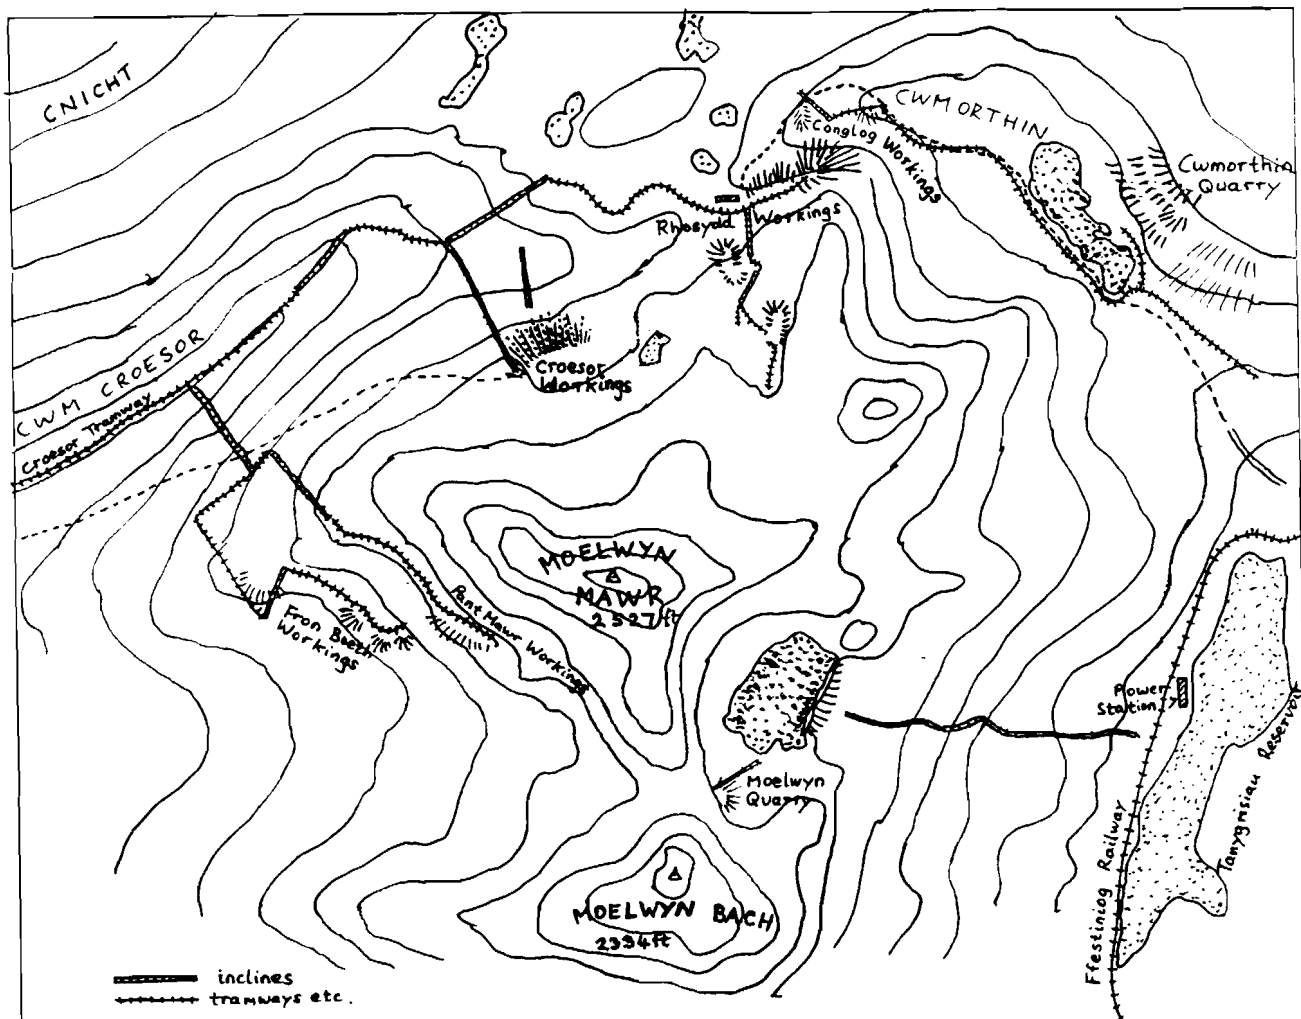 CNICHT
CWMORTHIN
Conglog Workings
Cwmorthin
Quarry
Rhosydd Workings
CWM CROESOR
Croesor Tramway
Croesor
Workings
MOELWYN
MAWR
2527ft
Pant Mawr Workings
Fron Boeth
Workings
Power
Station
Moelwyn
Quarry
Tanygrisiau Reservoir
Ffestiniog Railway
MOELWYN BACH
2334ft
inclines
tramways etc.